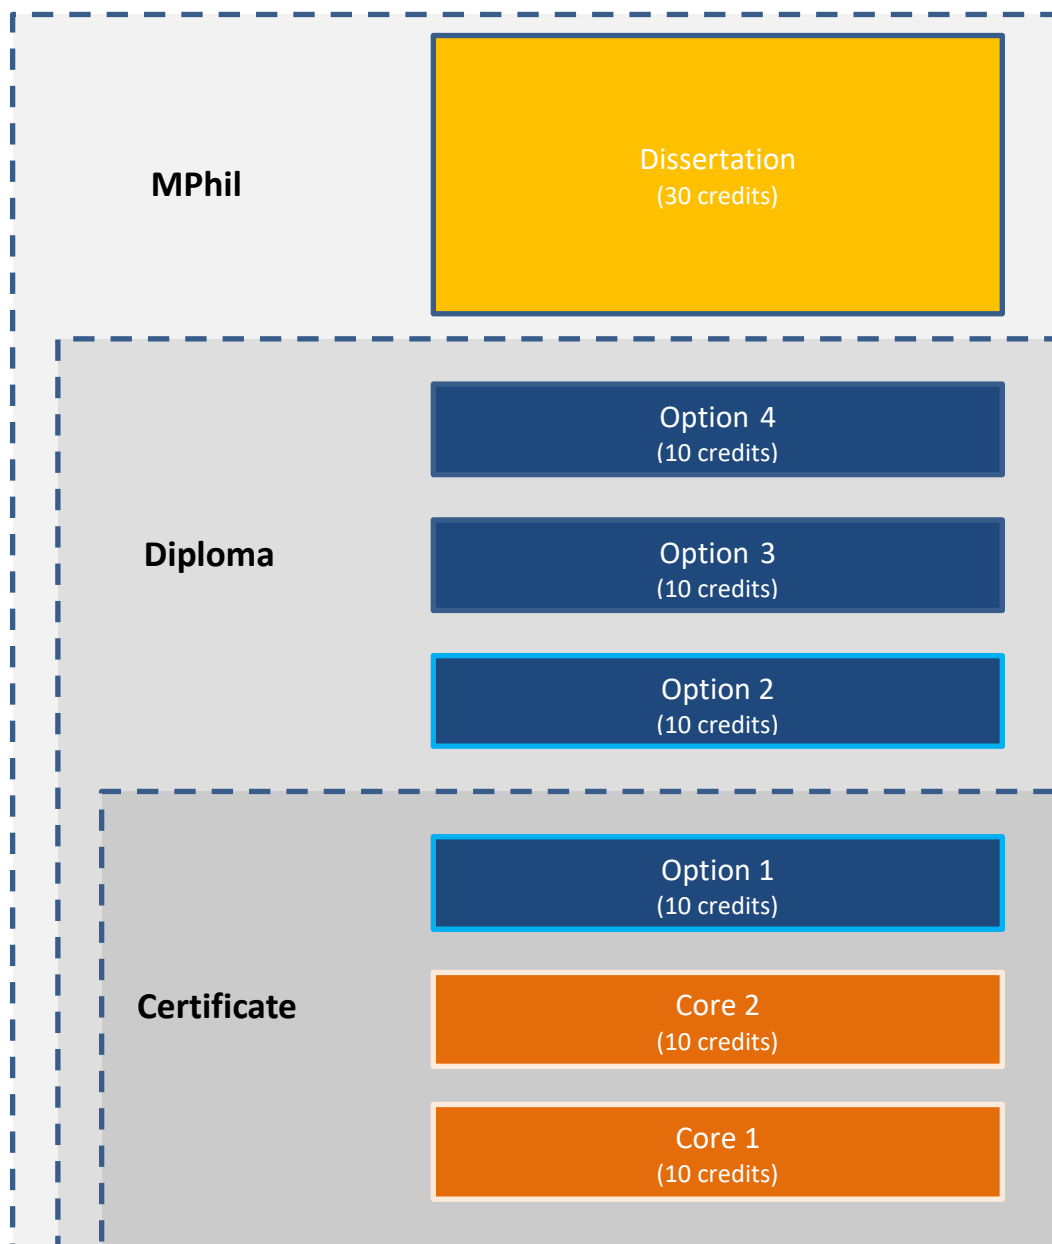 MPhil
Dissertation
(30 credits)
Diploma
Option 4
(10 credits)
Option 3
(10 credits)
Option 2
(10 credits)
Certificate
Option 1
(10 credits)
Core 2
(10 credits)
Core 1
(10 credits)